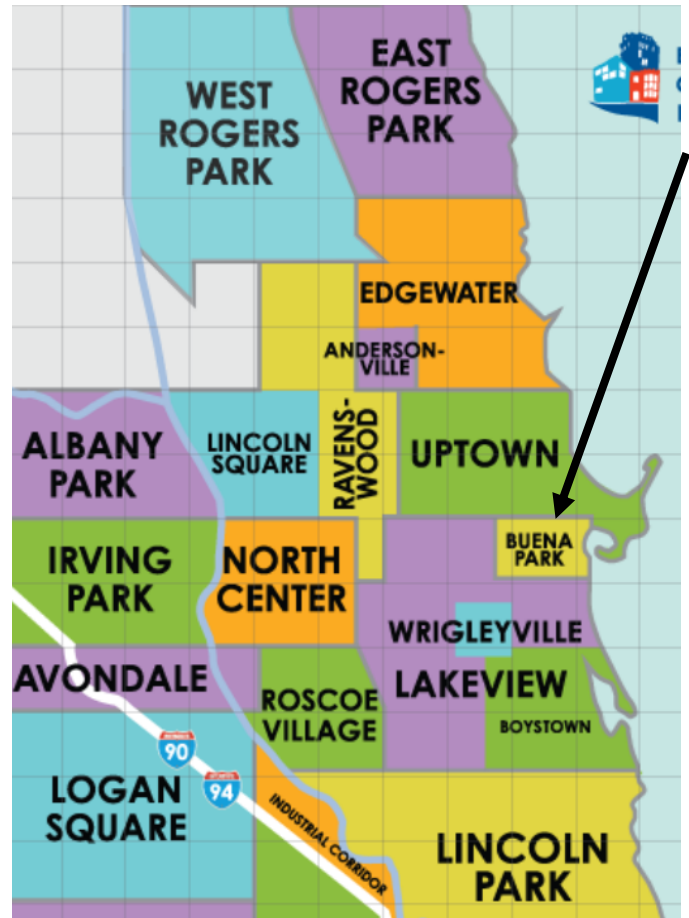 EAST
ROGERS
PARK
WEST
ROGERS
PARK
EDGEWATER
ANDERSON-
VILLE
ALBANY
PARK
LINCOLN
SQUARE
RAVENS-
WOOD
UPTOWN
IRVING
PARK
NORTH
CENTER
BUENA
PARK
WRIGLEYVILLE
AVONDALE
LAKEVIEW
ROSCOE
VILLAGE
BOYSTOWN
90
94
LOGAN
SQUARE
INDUSTRIAL CORRIDOR
LINCOLN
PARK